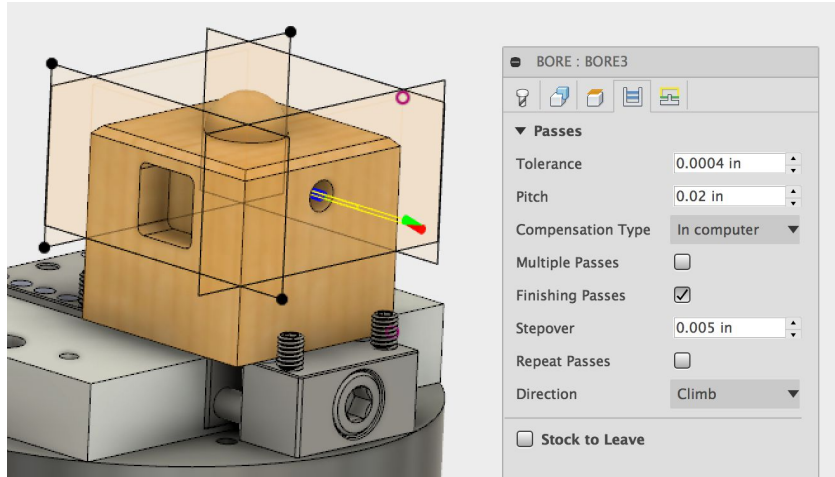 BORE : BORE3
Passes
Tolerance 0.0004 in
Pitch 0.02 in
Compensation Type In computer
Multiple Passes
Finishing Passes
Stepover 0.005 in
Repeat Passes
Direction Climb
Stock to Leave